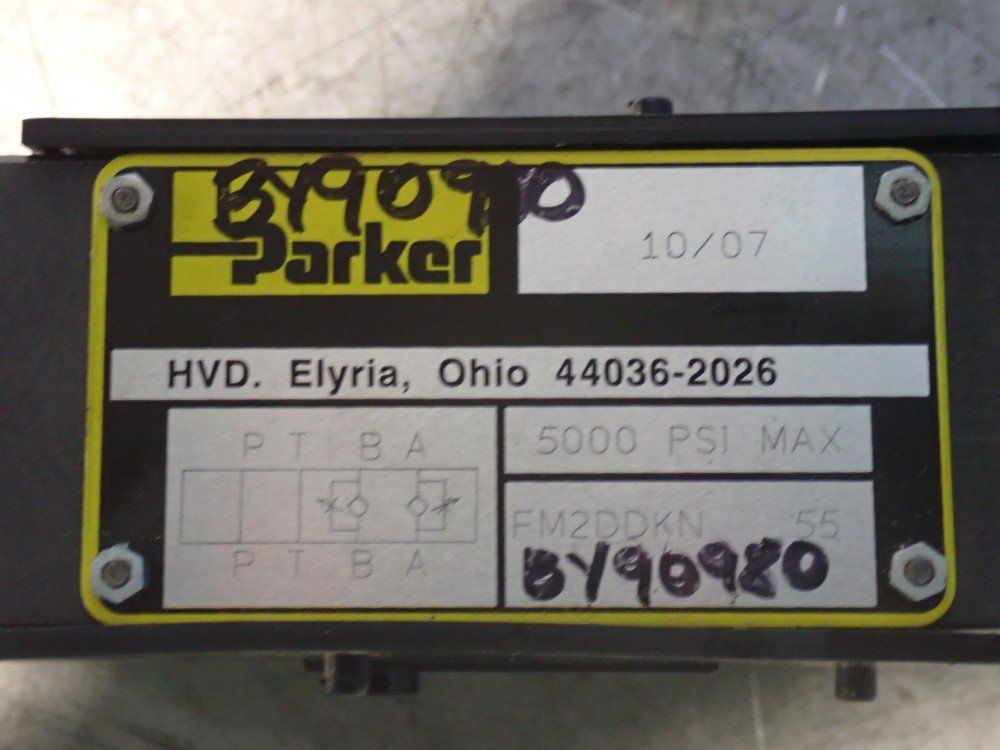 BY90980
Parker
10/07
HVD. Elyria, Ohio 44036-2026
P T B A
P T B A
5000 PSI MAX
FM2DDKN 55
BY90980